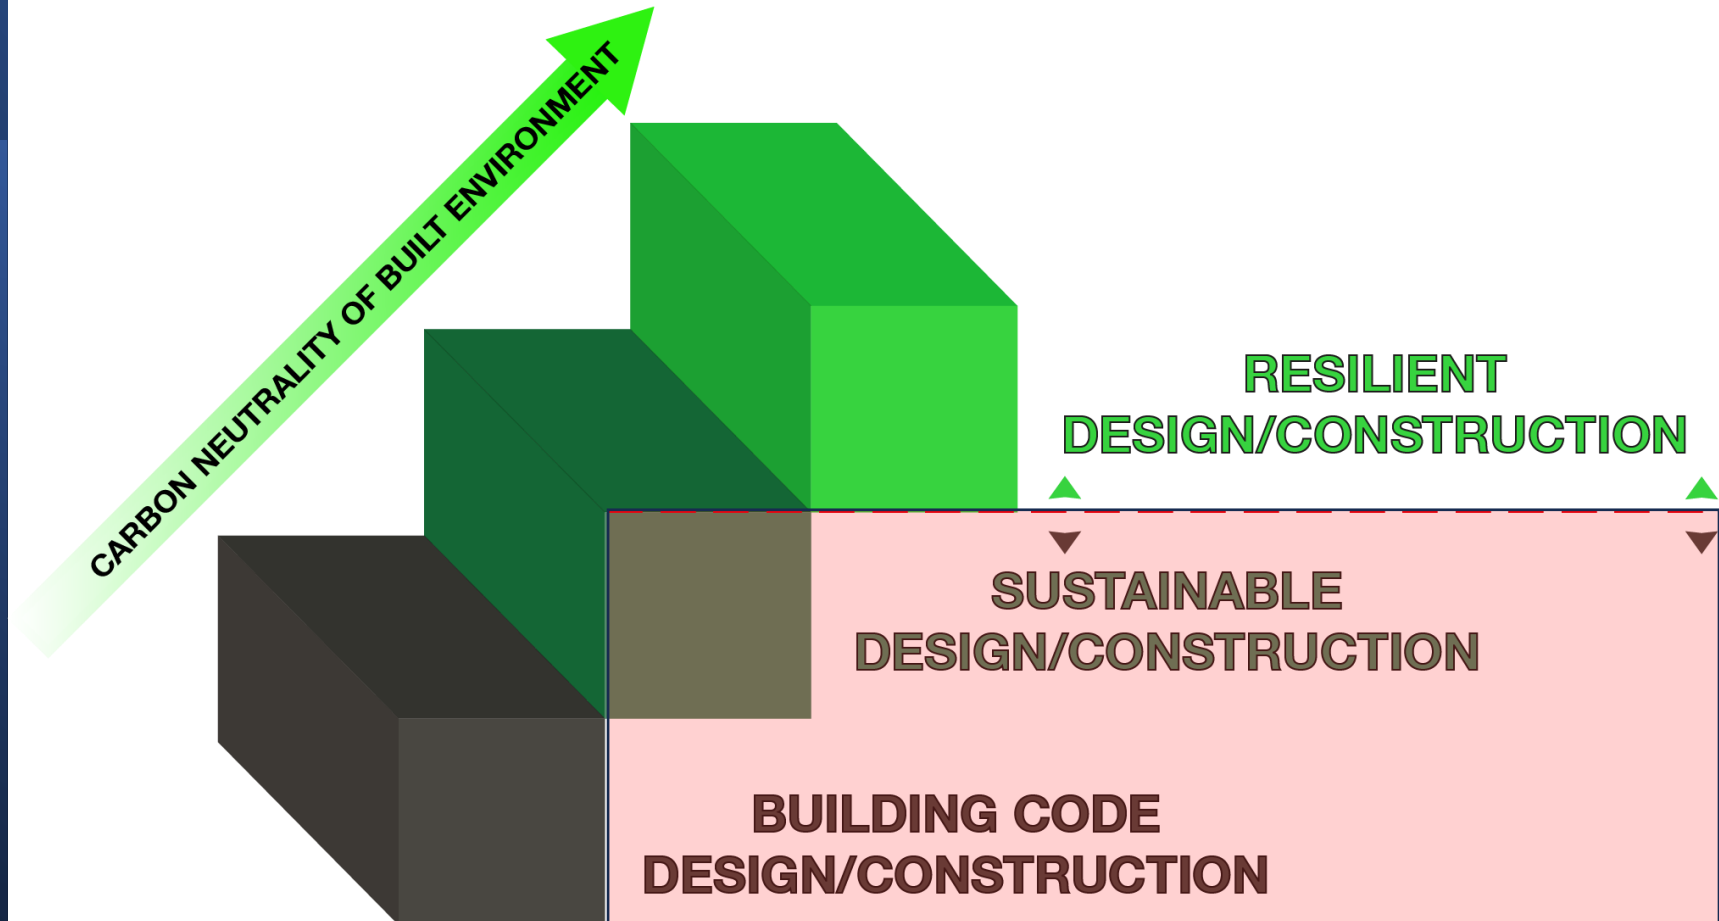 CARBON NEUTRALITY OF BUILT ENVIRONMENT
RESILIENT
DESIGN/CONSTRUCTION
SUSTAINABLE
DESIGN/CONSTRUCTION
BUILDING CODE
DESIGN/CONSTRUCTION